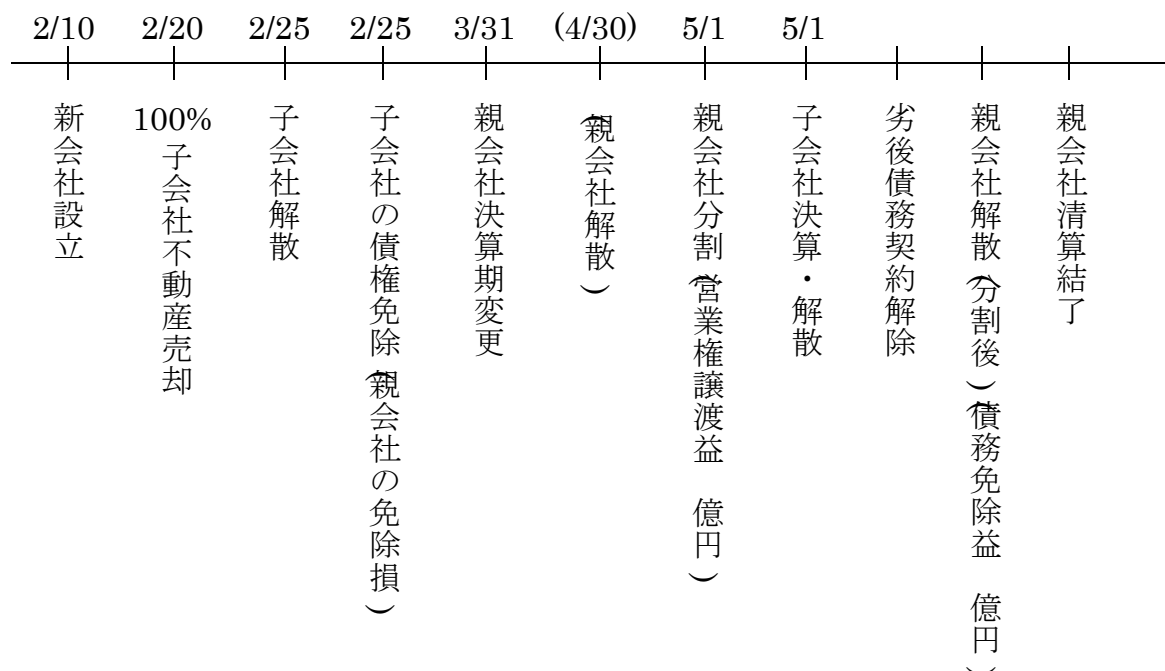 2/10
2/20
2/25
2/25
3/31
(4/30)
5/1
5/1
新会社設立
100%子会社不動産売却
子会社解散
子会社の債権免除(親会社の免除損)
親会社決算期変更
(親会社解散)
親会社分割(営業権譲渡益　億円)
子会社決算・解散
劣後債務契約解除
親会社解散(分割後)(債務免除益　億円)
親会社清算結了